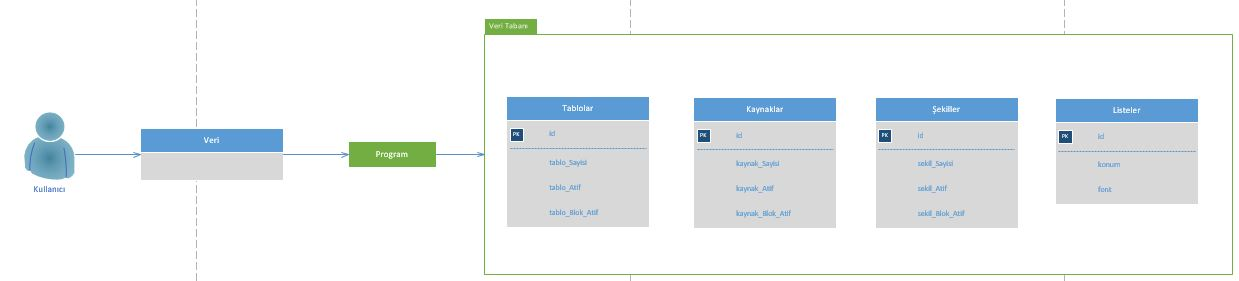 Veri Tabanı
Kullanıcı
Veri
Program
Tablolar
PK
id
tablo_Sayisi
tablo_Atif
tablo_Blok_Atif
Kaynaklar
PK
id
kaynak_Sayisi
kaynak_Atif
kaynak_Blok_Atif
Şekiller
PK
id
sekil_Sayisi
sekil_Atif
sekil_Blok_Atif
Listeler
PK
id
konum
font